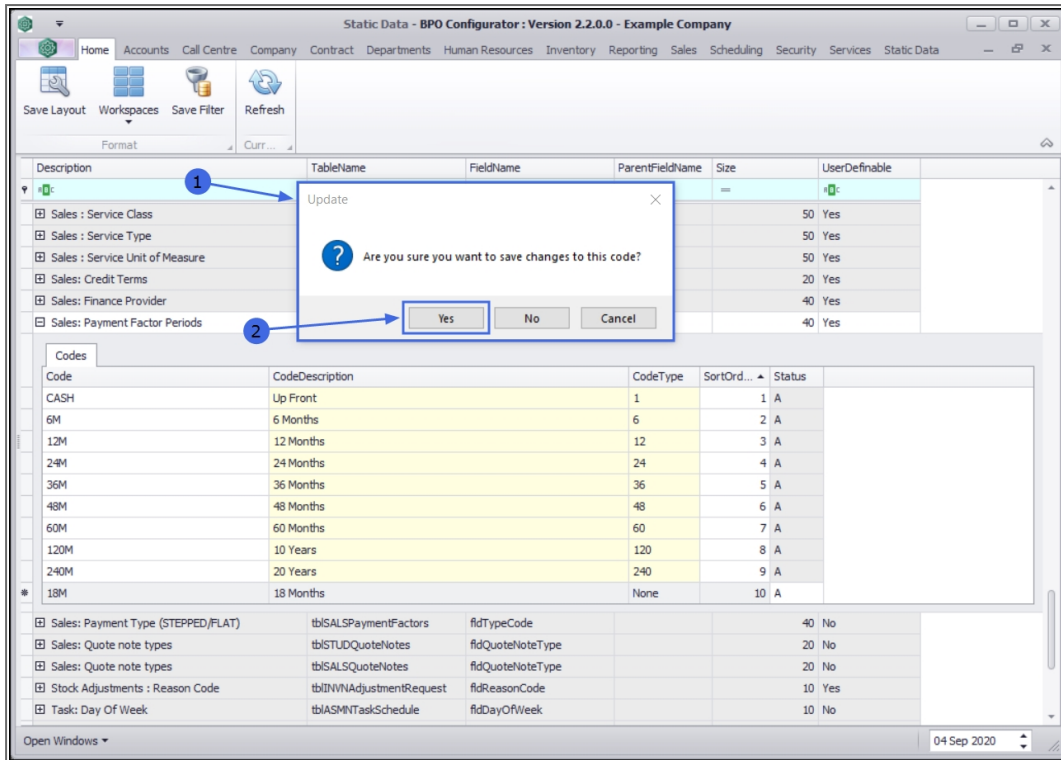 Static Data - BPO Configurator : Version 2.2.0.0 - Example Company
Home Accounts Call Centre Company Contract Departments Human Resources Inventory Reporting Sales Scheduling Security Services Static Data
Save Layout Workspaces Save Filter Refresh
Format Curr...
Description TableName FieldName ParentFieldName Size UserDefinable
1
Update
Sales : Service Class 50 Yes
Sales : Service Type 50 Yes
Are you sure you want to save changes to this code?
Sales : Service Unit of Measure 50 Yes
Sales: Credit Terms 20 Yes
Sales: Finance Provider 40 Yes
Yes No Cancel
Sales: Payment Factor Periods 40 Yes
2
Codes
Code CodeDescription CodeType SortOrd... Status
CASH Up Front 1 1 A
6M 6 Months 6 2 A
12M 12 Months 12 3 A
24M 24 Months 24 4 A
36M 36 Months 36 5 A
48M 48 Months 48 6 A
60M 60 Months 60 7 A
120M 10 Years 120 8 A
240M 20 Years 240 9 A
18M 18 Months None 10 A
Sales: Payment Type (STEPPED/FLAT) tblSALSPaymentFactors fldTypeCode 40 No
Sales: Quote note types tblSTUDQuoteNotes fldQuoteNoteType 20 No
Sales: Quote note types tblSALSQuoteNotes fldQuoteNoteType 20 No
Stock Adjustments : Reason Code tblINVNAdjustmentRequest fldReasonCode 10 Yes
Task: Day Of Week tblASMNTaskSchedule fldDayOfWeek 10 No
Open Windows 04 Sep 2020